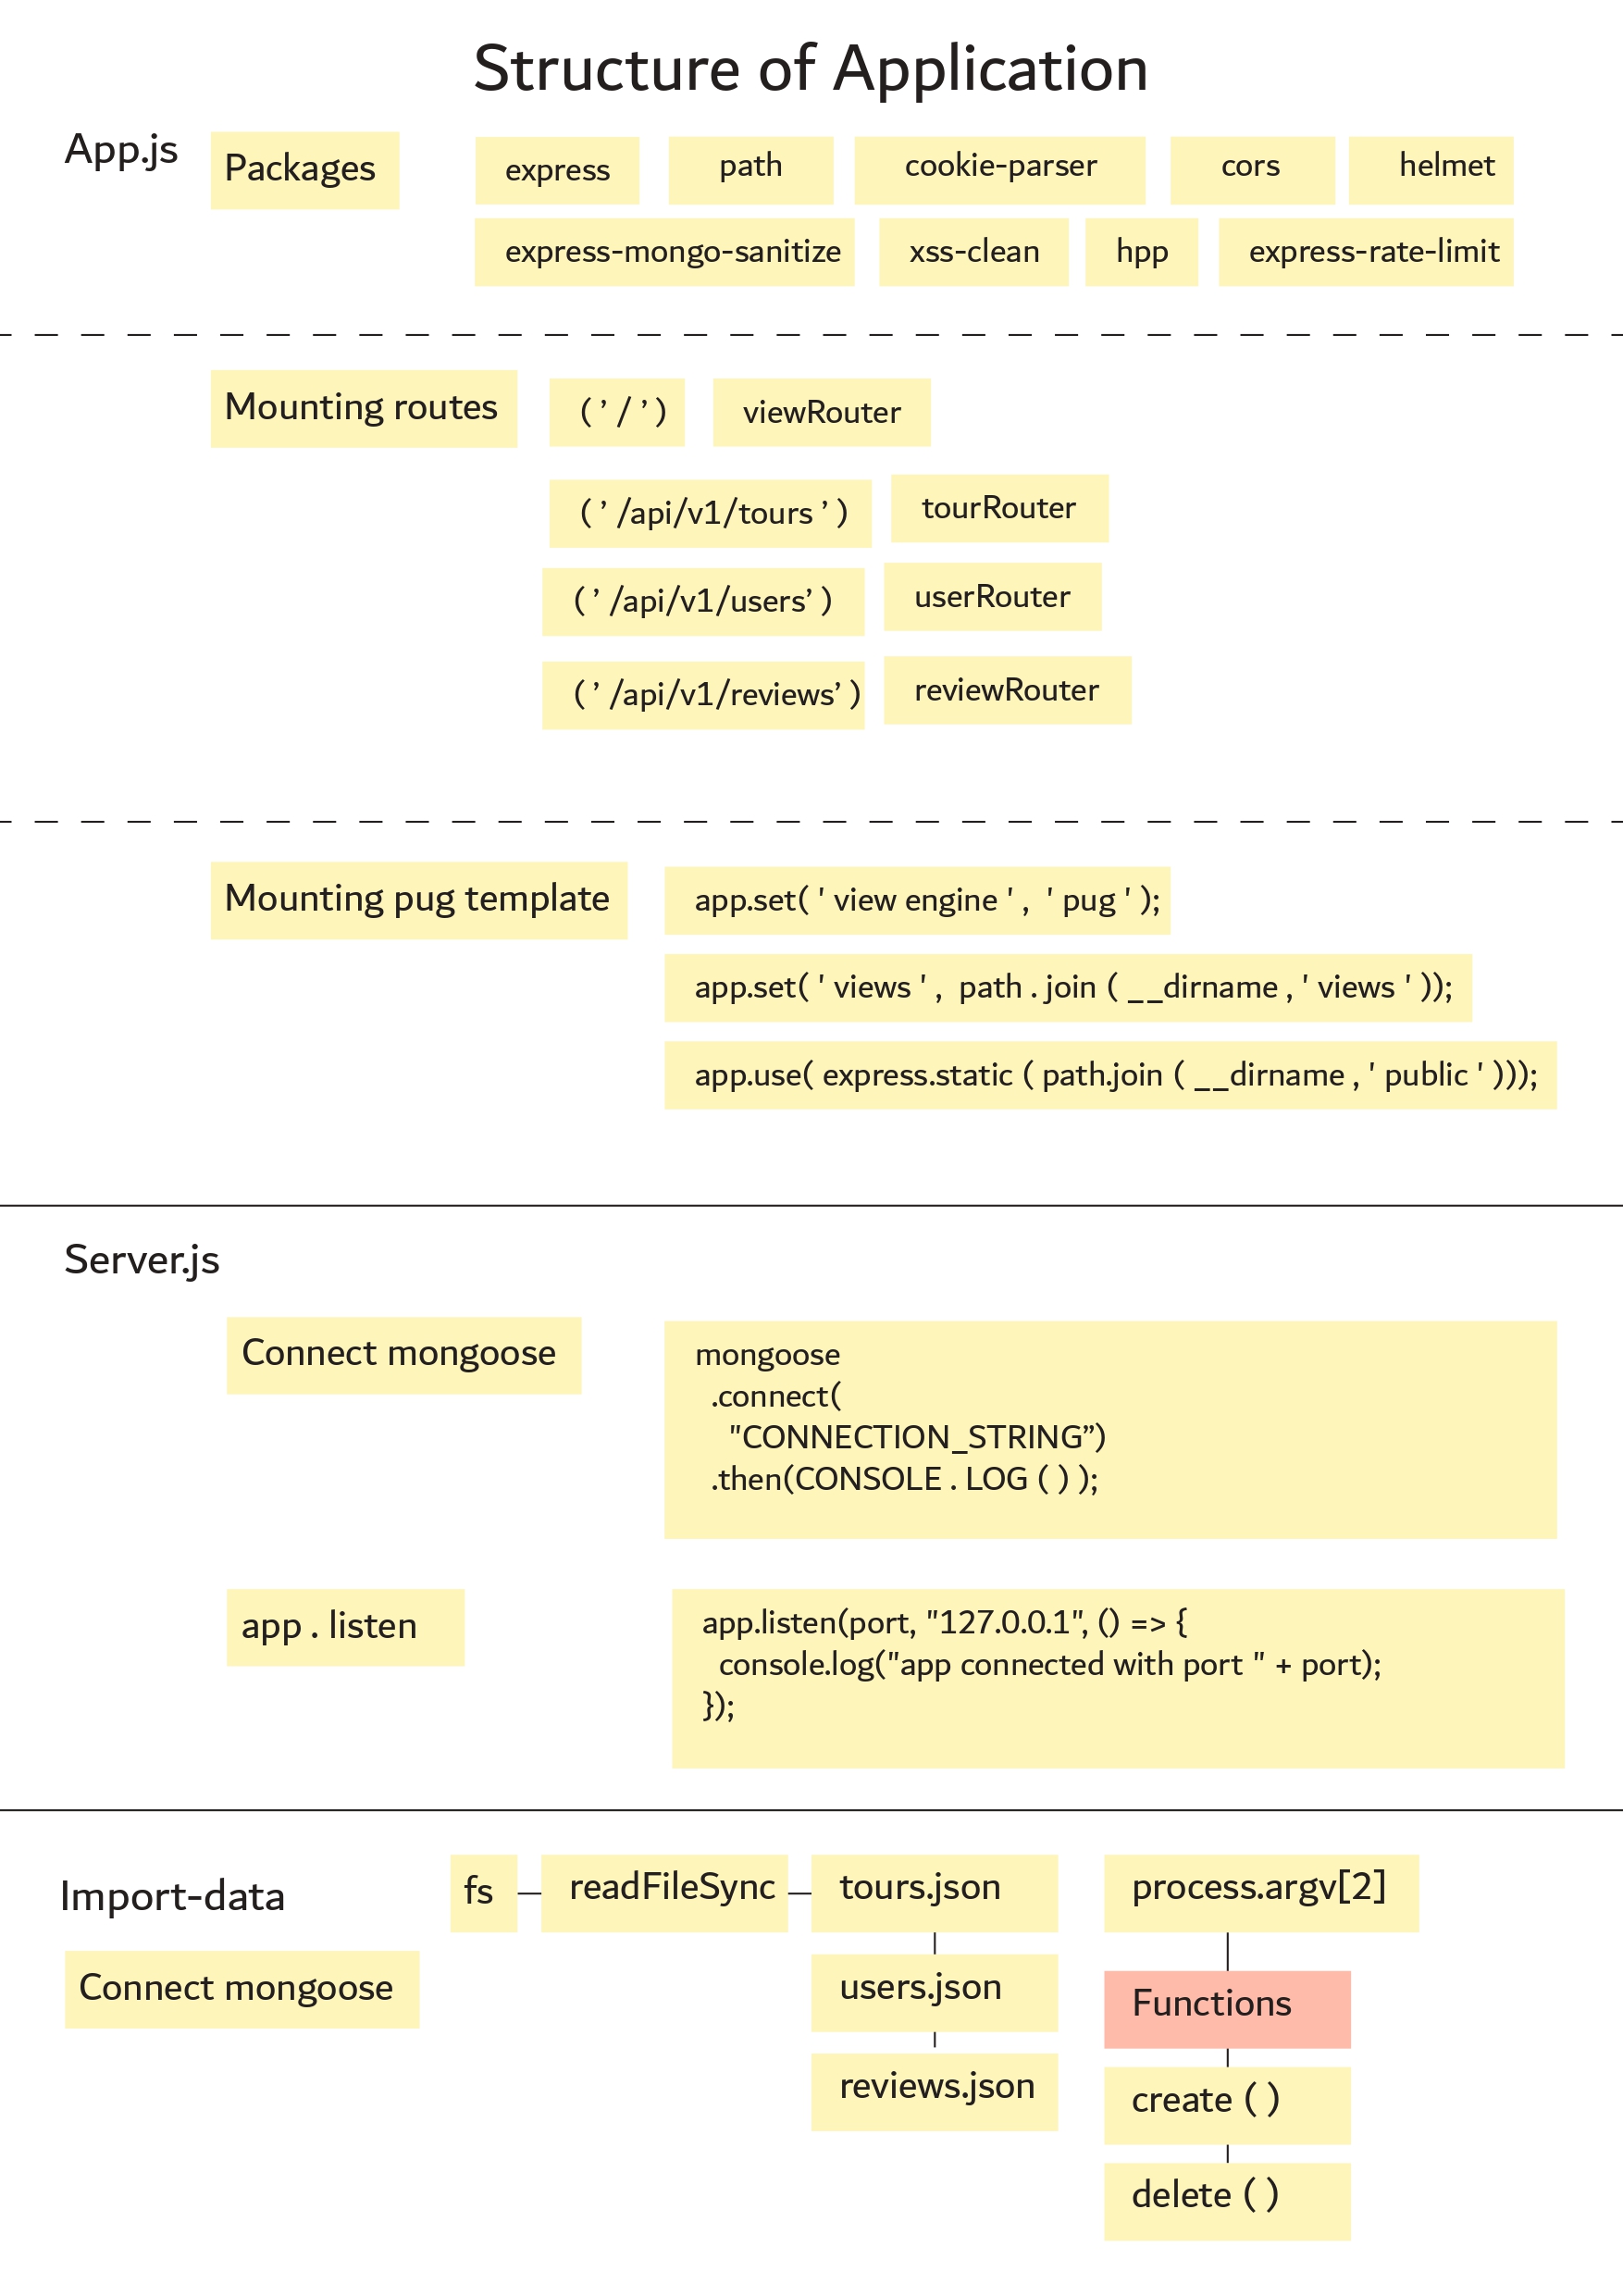 Structure of Application
App.js
Packages
express
path
cookie-parser
cors
helmet
express-mongo-sanitize
xss-clean
hpp
express-rate-limit
Mounting routes
( ’ / ’ )
viewRouter
( ’ /api/v1/tours ’ )
tourRouter
( ’ /api/v1/users’ )
userRouter
( ’ /api/v1/reviews’ )
reviewRouter
Mounting pug template
app.set( ' view engine ' , ' pug ' );
app.set( ' views ' , path . join ( __dirname , ' views ' ));
app.use( express.static ( path.join ( __dirname , ' public ' )));
Server.js
Connect mongoose
mongoose
.connect(
"CONNECTION_STRING”)
.then(CONSOLE . LOG ( ) );
app . listen
app.listen(port, "127.0.0.1", () => {
console.log("app connected with port " + port);
});
Import-data
Connect mongoose
fs
readFileSync
tours.json
users.json
reviews.json
process.argv[2]
Functions
create ( )
delete ( )